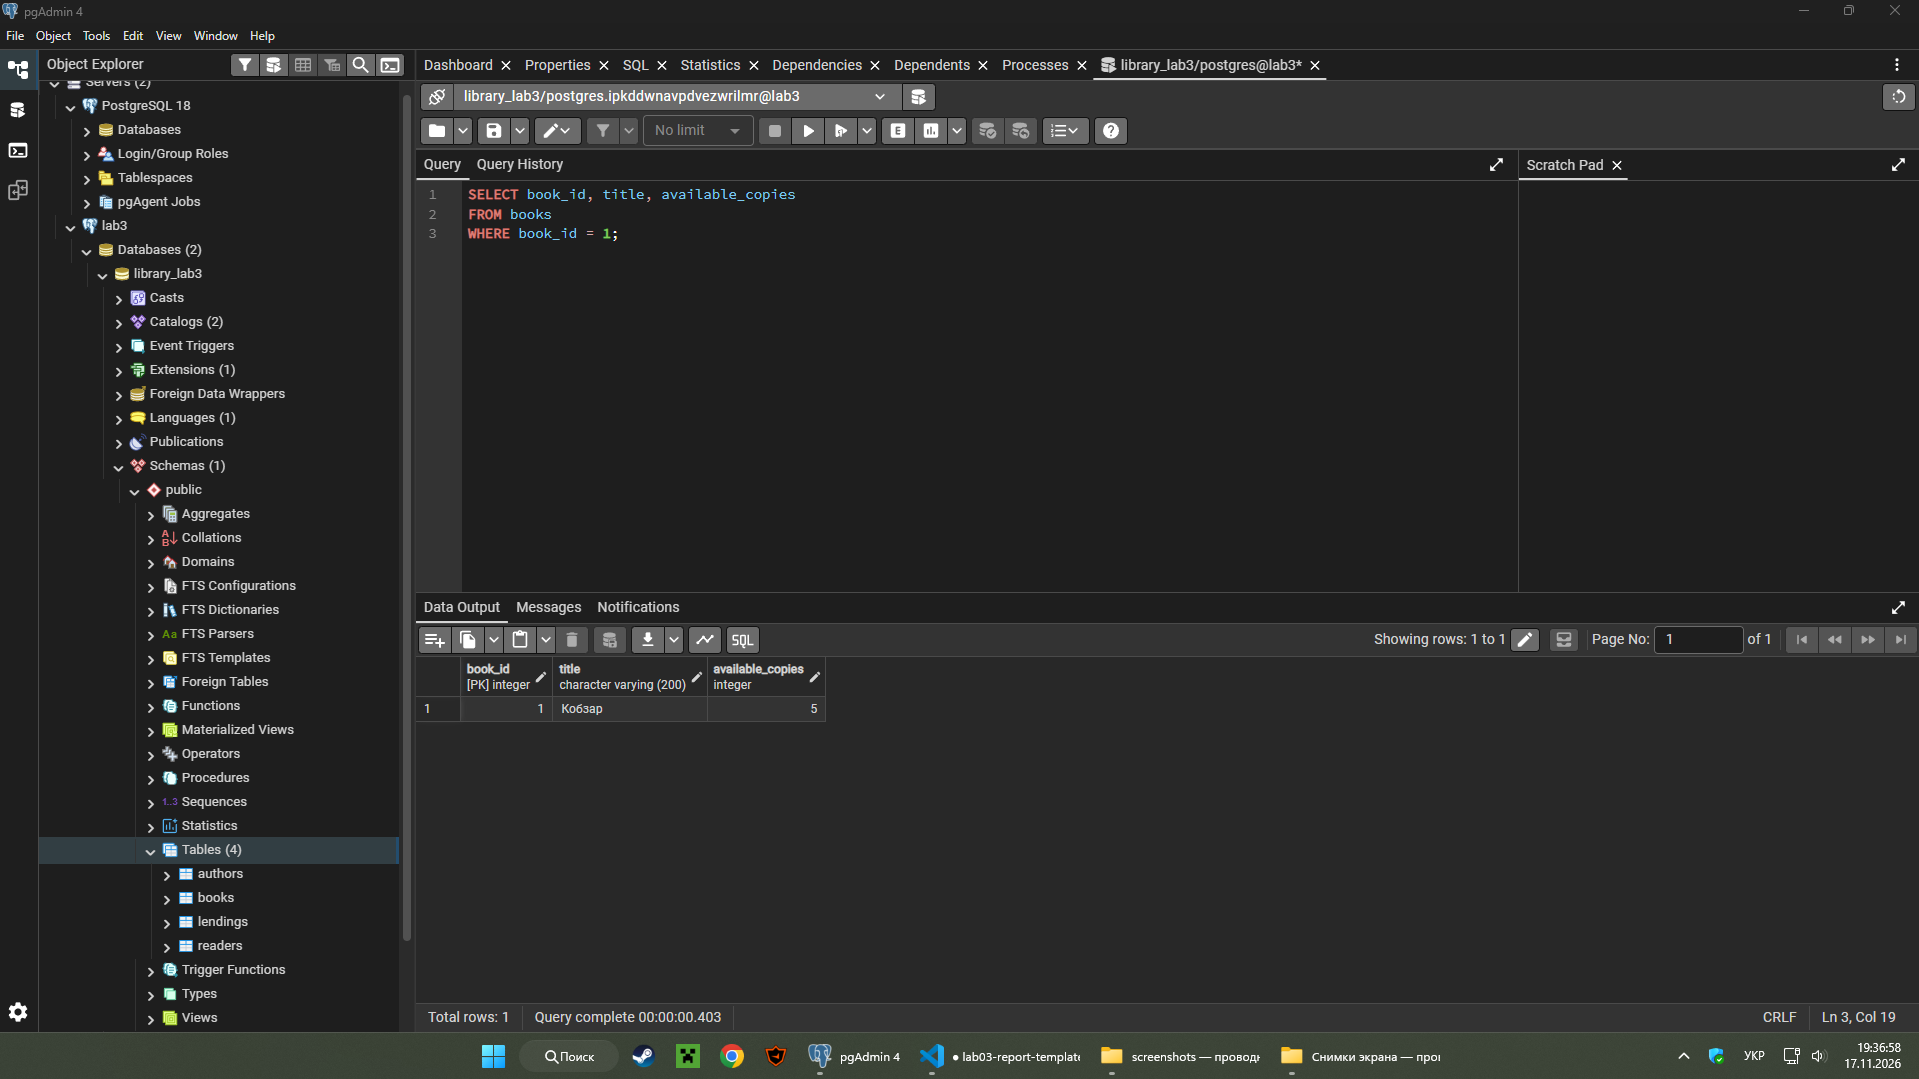 pgAdmin 4
File Object Tools Edit View Window Help
Object Explorer
Servers (2)
PostgreSQL 18
Databases
Login/Group Roles
Tablespaces
pgAgent Jobs
lab3
Databases (2)
library_lab3
Casts
Catalogs (2)
Event Triggers
Extensions (1)
Foreign Data Wrappers
Languages (1)
Publications
Schemas (1)
public
Aggregates
Collations
Domains
FTS Configurations
FTS Dictionaries
Aa FTS Parsers
FTS Templates
Foreign Tables
Functions
Materialized Views
Operators
Procedures
1..3 Sequences
Statistics
Tables (4)
authors
books
lendings
readers
Trigger Functions
Types
Views
Dashboard Properties SQL Statistics Dependencies Dependents Processes library_lab3/postgres@lab3*
library_lab3/postgres.ipkddwnavpdvezwrilmr@lab3
No limit E
Query Query History
Scratch Pad
1 SELECT book_id, title, available_copies
2 FROM books
3 WHERE book_id = 1;
Data Output Messages Notifications
SQL Showing rows: 1 to 1 Page No: 1 of 1
book_id title available_copies
[PK] integer character varying (200) integer
1 1 Кобзар 5
Total rows: 1 Query complete 00:00:00.403 CRLF Ln 3, Col 19
Поиск pgAdmin 4 ● lab03-report-template screenshots — проводн Снимки экрана — пров УКР
19:36:58
17.11.2026